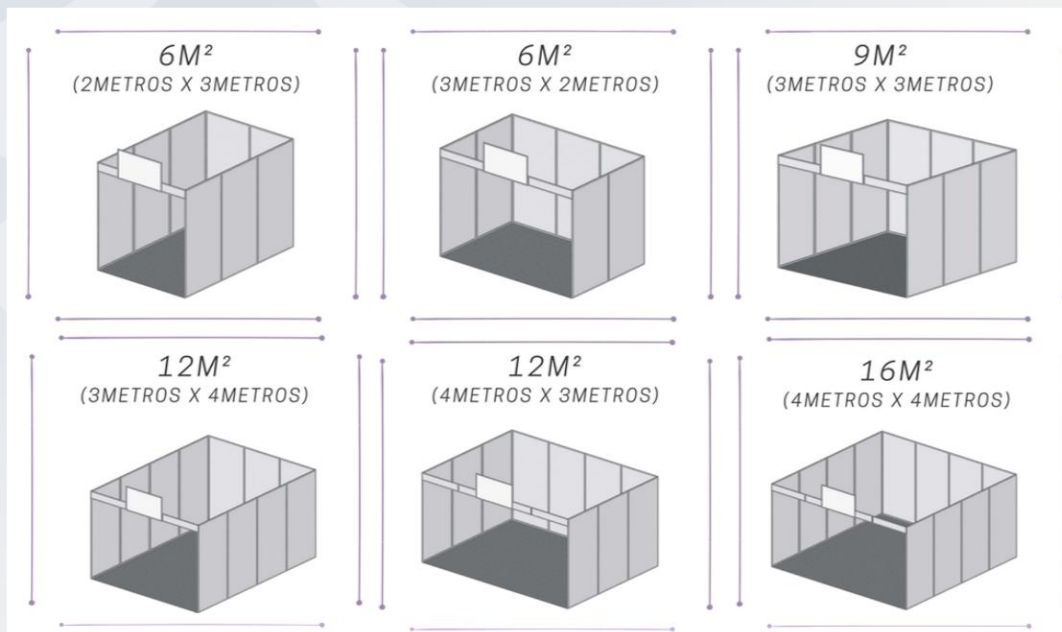 6M²
(2METROS X 3METROS)
6M²
(3METROS X 2METROS)
9M²
(3METROS X 3METROS)
12M²
(3METROS X 4METROS)
12M²
(4METROS X 3METROS)
16M²
(4METROS X 4METROS)